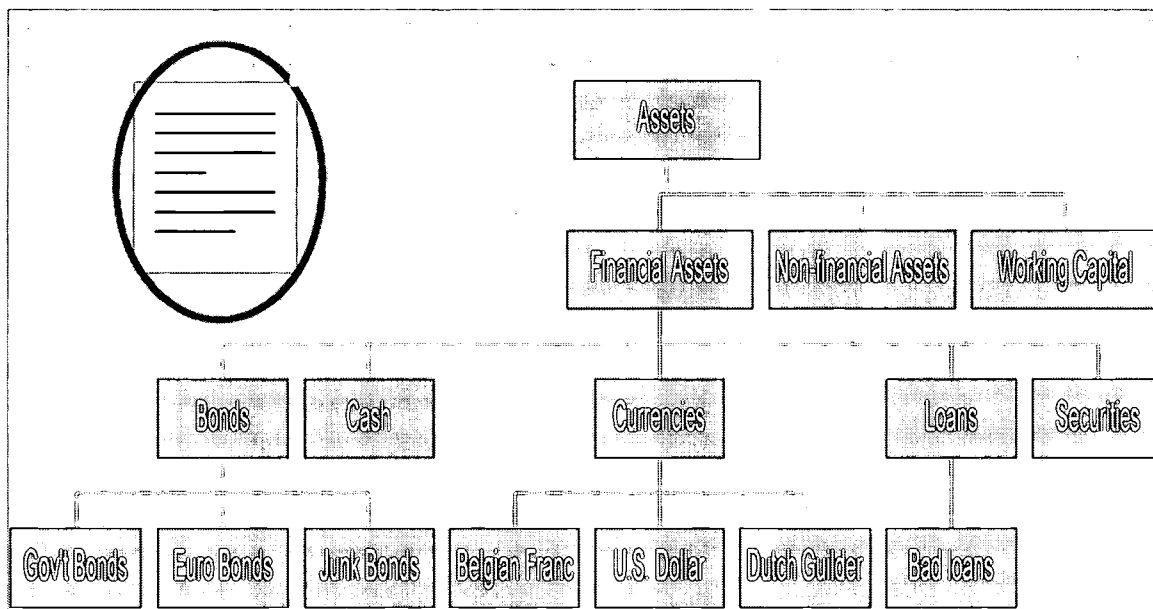 Assets
Financial Assets
Non-financial Assets
Working Capital
Bonds
Cash
Currencies
Loans
Securities
Gov't Bonds
Euro Bonds
Junk Bonds
Belgian Franc
U.S. Dollar
Dutch Guilder
Bad loans